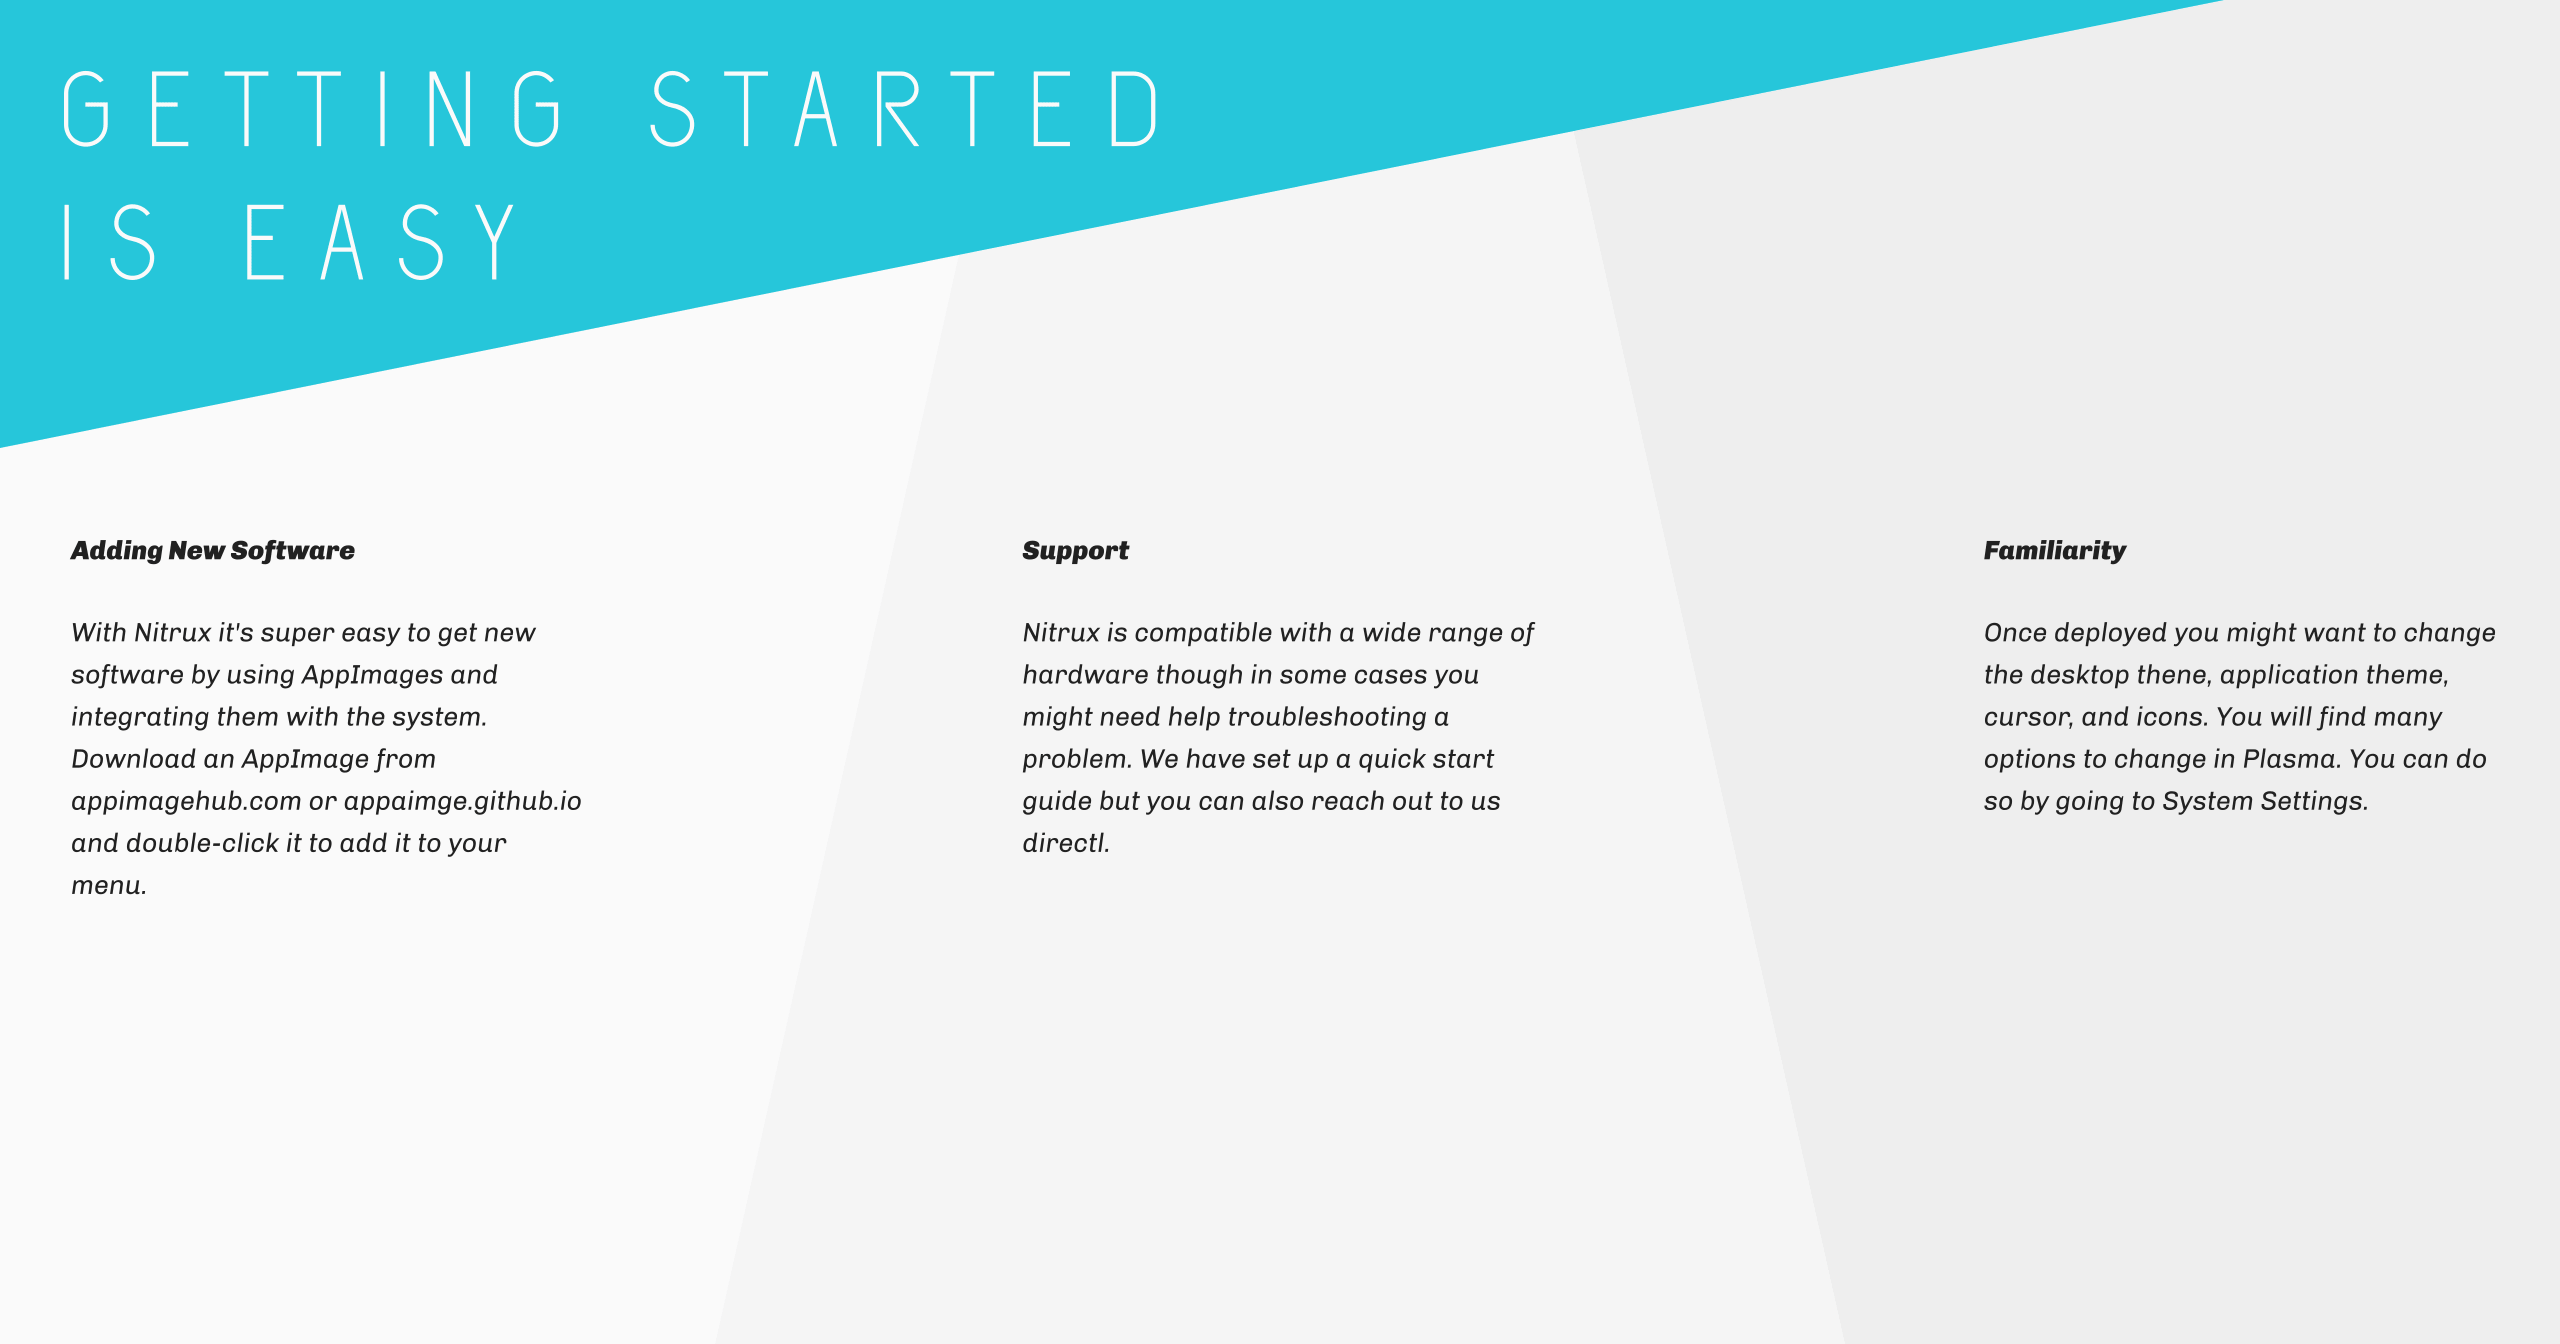 GETTING STARTED
IS EASY
Adding New Software
With Nitrux it's super easy to get new
software by using AppImages and
integrating them with the system.
Download an AppImage from
appimagehub.com or appaimge.github.io
and double-click it to add it to your
menu.
Support
Nitrux is compatible with a wide range of
hardware though in some cases you
might need help troubleshooting a
problem. We have set up a quick start
guide but you can also reach out to us
directl.
Familiarity
Once deployed you might want to change
the desktop thene, application theme,
cursor, and icons. You will find many
options to change in Plasma. You can do
so by going to System Settings.